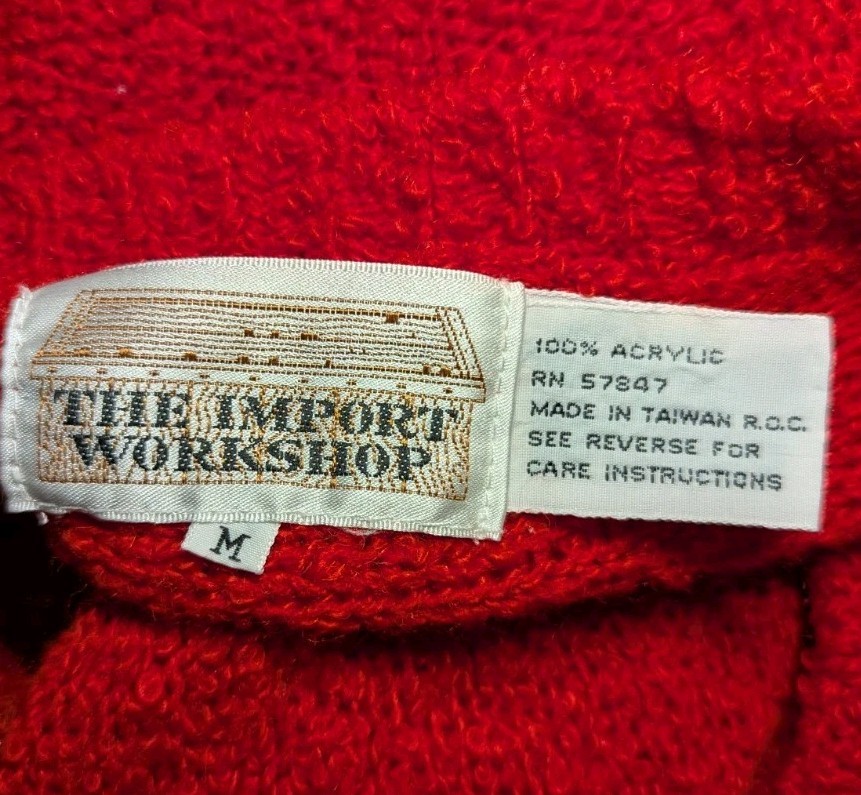 THE IMPORT
WORKSHOP
M
100% ACRYLIC
RN 57847
MADE IN TAIWAN R.O.C.
SEE REVERSE FOR
CARE INSTRUCTIONS